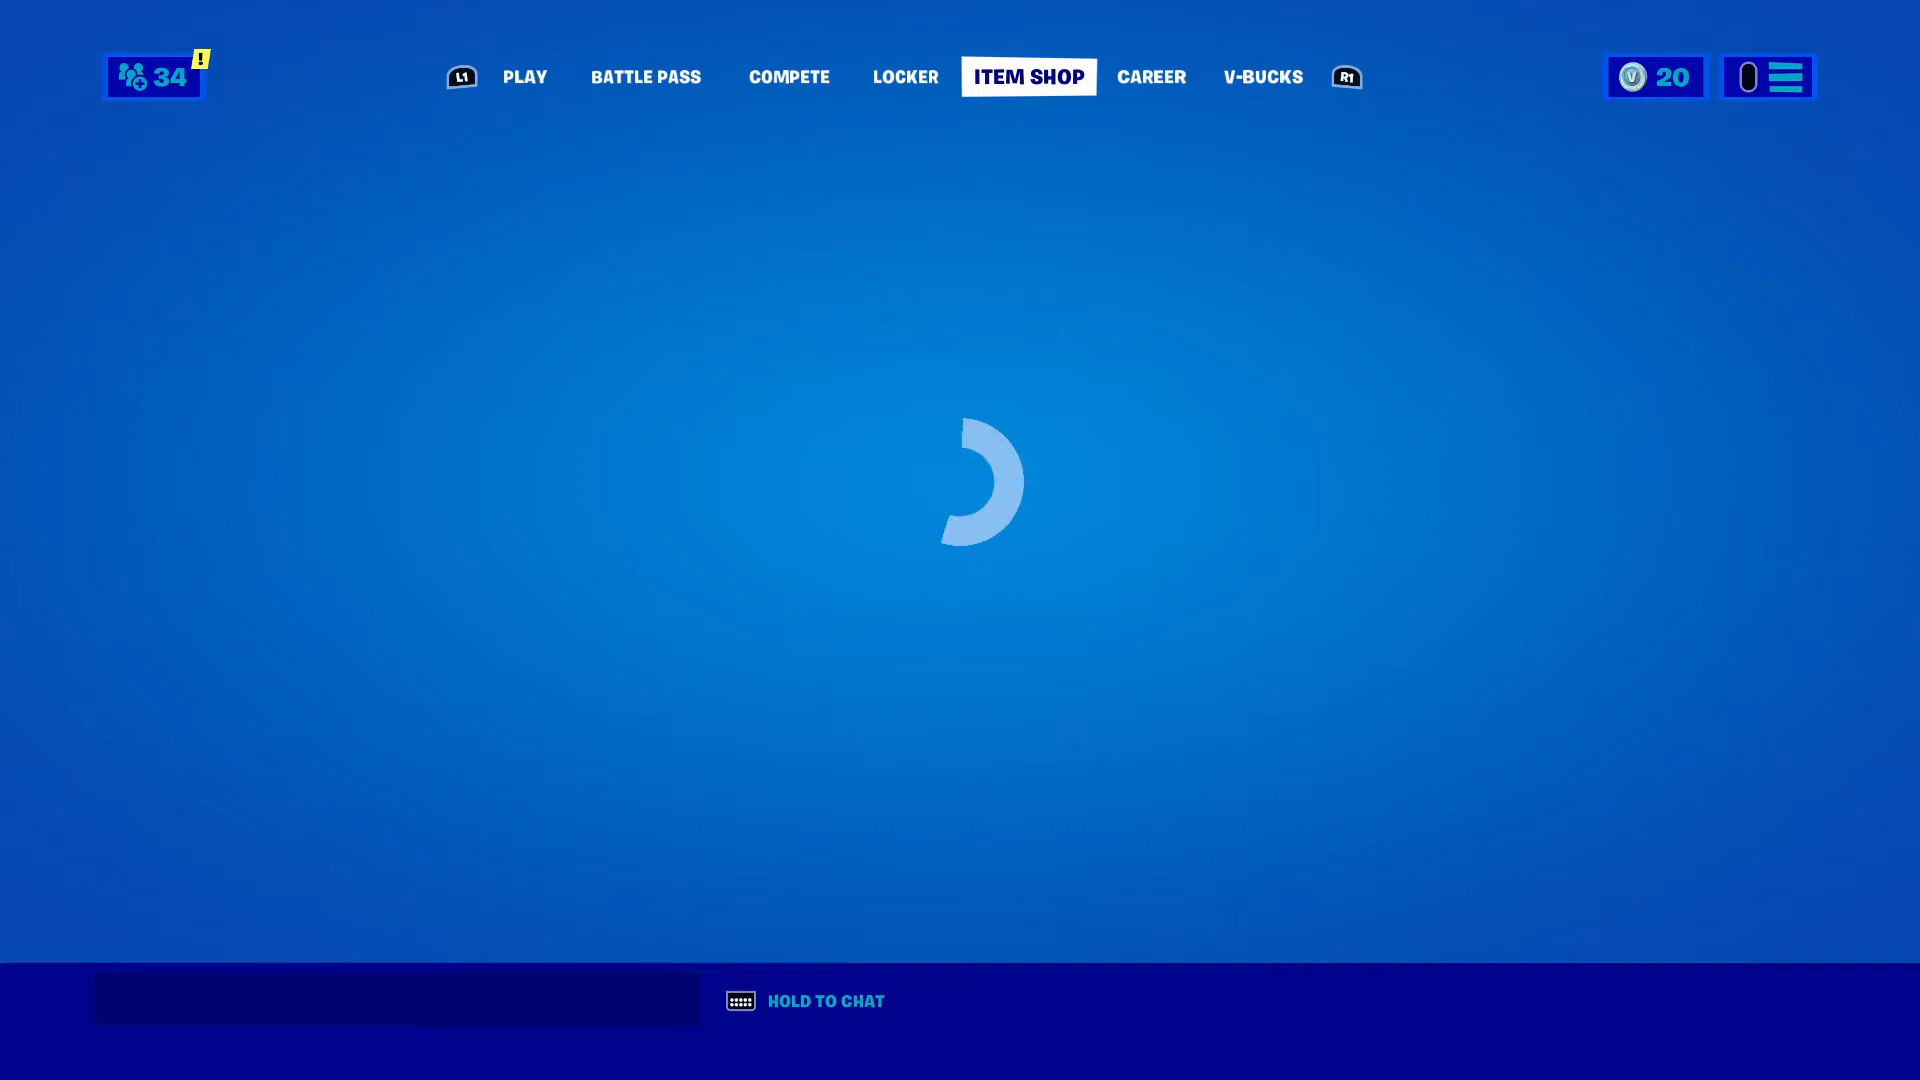 34 !
L1 PLAY BATTLE PASS COMPETE LOCKER ITEM SHOP CAREER V-BUCKS R1
V 20
HOLD TO CHAT